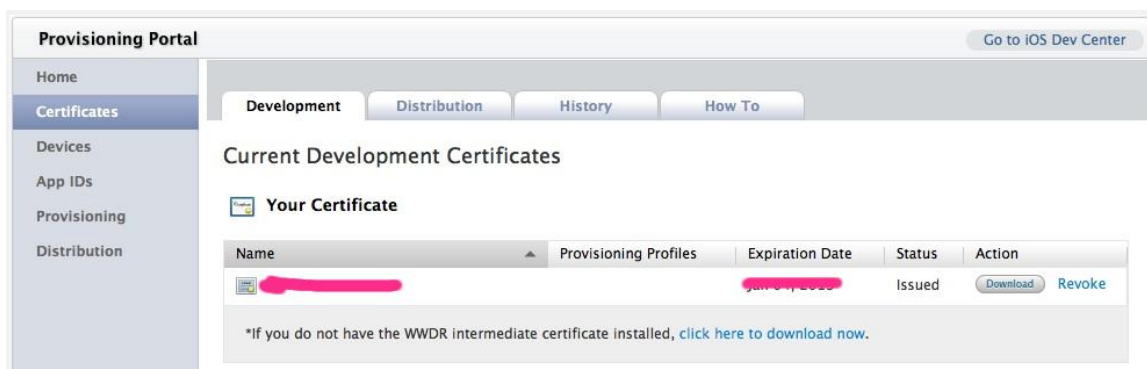 Provisioning Portal
Go to iOS Dev Center
Home
Certificates
Devices
App IDs
Provisioning
Distribution
Development Distribution History How To
Current Development Certificates
Your Certificate
Name Provisioning Profiles Expiration Date Status Action
Issued Download Revoke
*If you do not have the WWDR intermediate certificate installed, click here to download now.